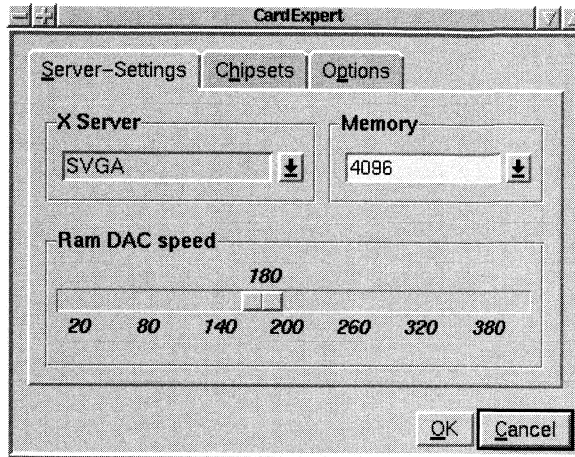 CardExpert
Server-Settings Chipsets Options
X Server Memory
SVGA 4096
Ram DAC speed
180
20 80 140 200 260 320 380
OK Cancel